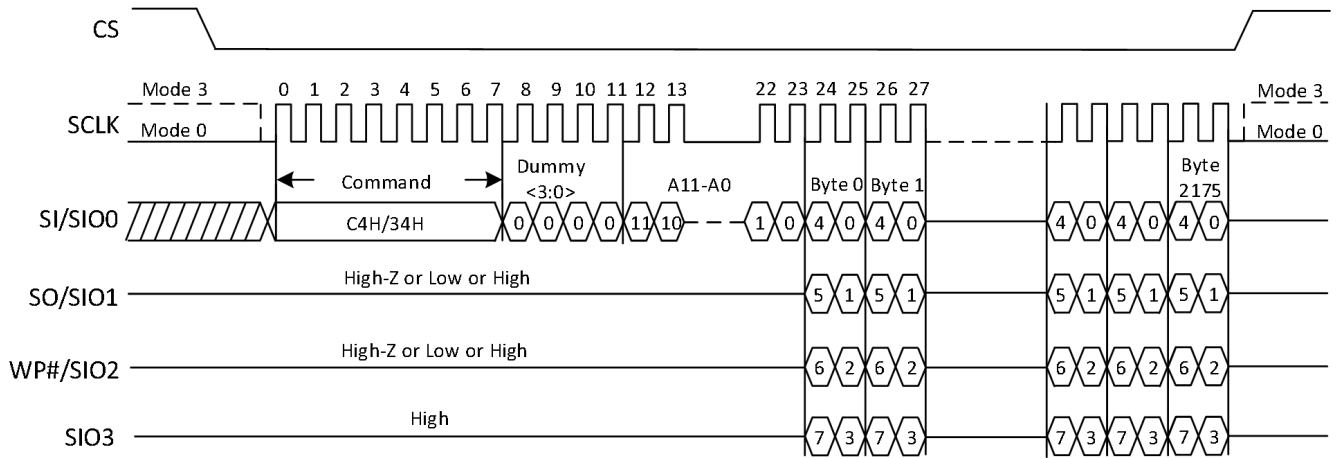 CS
Mode 3
0 1 2 3 4 5 6 7 8 9 10 11 12 13 22 23 24 25 26 27
Mode 3
SCLK
Mode 0
Mode 0
Command
Dummy
<3:0>
A11-A0
Byte 0
Byte 1
Byte
2175
SI/SIO0
C4H/34H
0 0 0 0 11 10 1 0 4 0 4 0 4 0 4 0 4 0
High-Z or Low or High
SO/SIO1
5 1 5 1 5 1 5 1 5 1
High-Z or Low or High
WP#/SIO2
6 2 6 2 6 2 6 2 6 2
High
SIO3
7 3 7 3 7 3 7 3 7 3